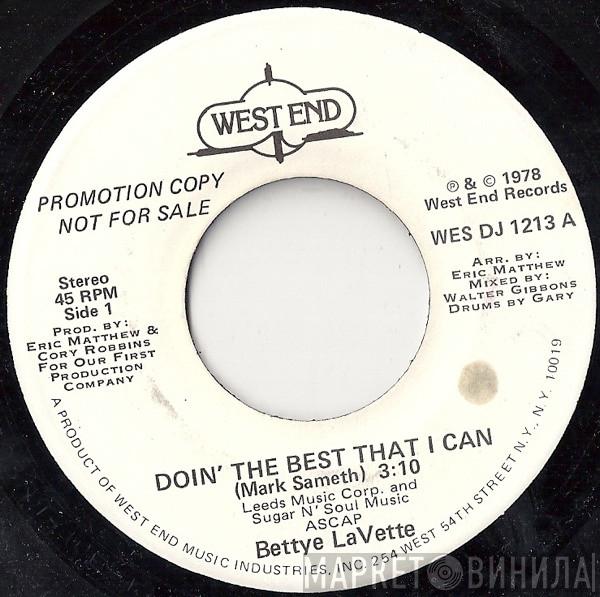 WEST END
PROMOTION COPY
NOT FOR SALE
℗ & © 1978
West End Records
WES DJ 1213 A
ARR. BY:
ERIC MATTHEW
MIXED BY:
WALTER GIBBONS
DRUMS BY GARY
Stereo
45 RPM
Side 1
PROD. BY:
ERIC MATTHEW &
CORY ROBBINS
FOR OUR FIRST
PRODUCTION
COMPANY
DOIN' THE BEST THAT I CAN
(Mark Sameth) 3:10
Leeds Music Corp. and
Sugar N' Soul Music
ASCAP
Bettye LaVette
A PRODUCT OF WEST END MUSIC INDUSTRIES, INC. 254 WEST 54TH STREET N.Y., N.Y. 10019
МАРКЕТ ВИНИЛА